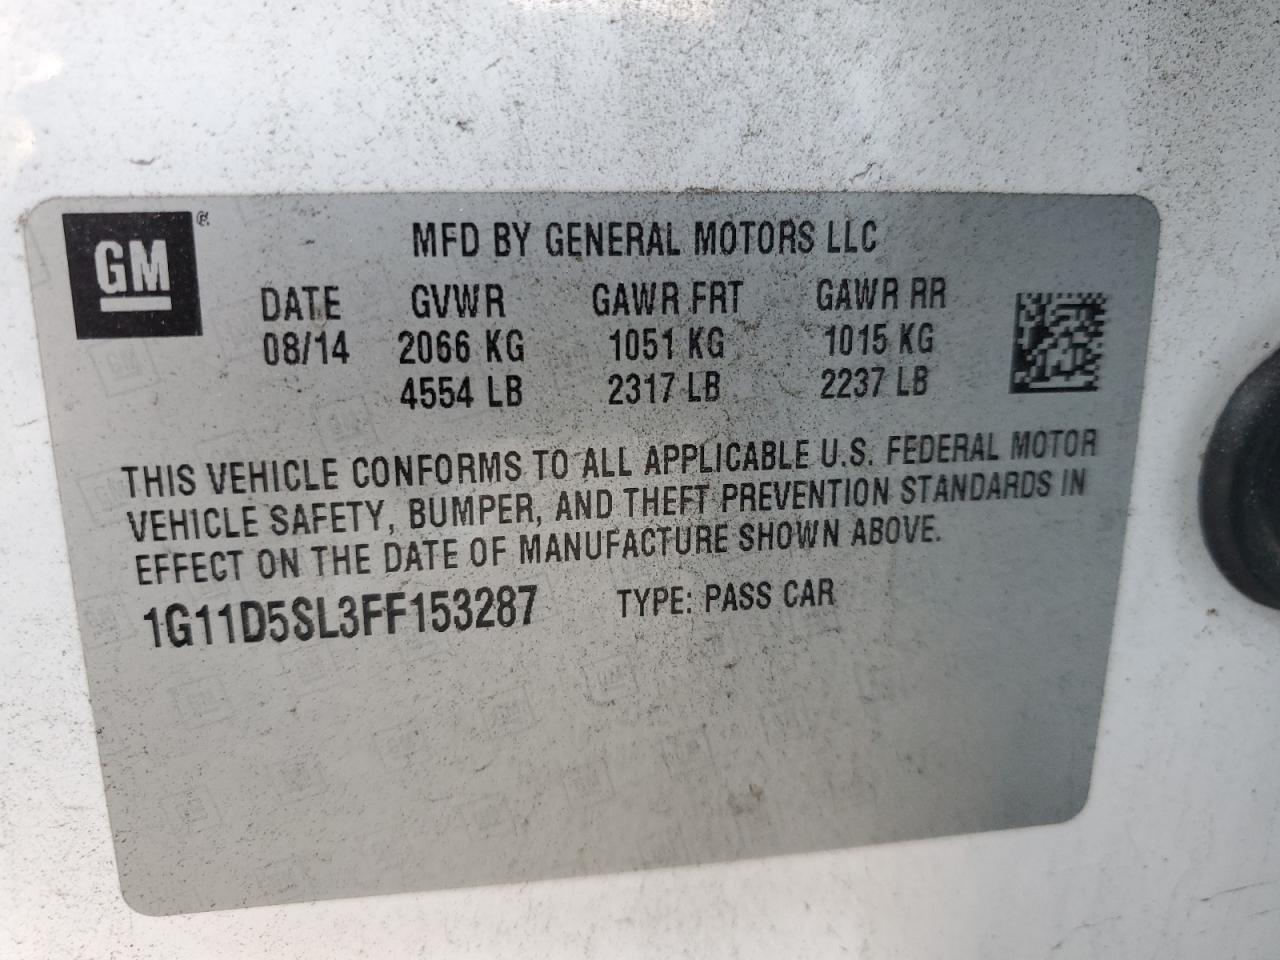 GM ®
MFD BY GENERAL MOTORS LLC
DATE GVWR GAWR FRT GAWR RR
08/14 2066 KG 1051 KG 1015 KG
4554 LB 2317 LB 2237 LB
THIS VEHICLE CONFORMS TO ALL APPLICABLE U.S. FEDERAL MOTOR
VEHICLE SAFETY, BUMPER, AND THEFT PREVENTION STANDARDS IN
EFFECT ON THE DATE OF MANUFACTURE SHOWN ABOVE.
1G11D5SL3FF153287 TYPE: PASS CAR